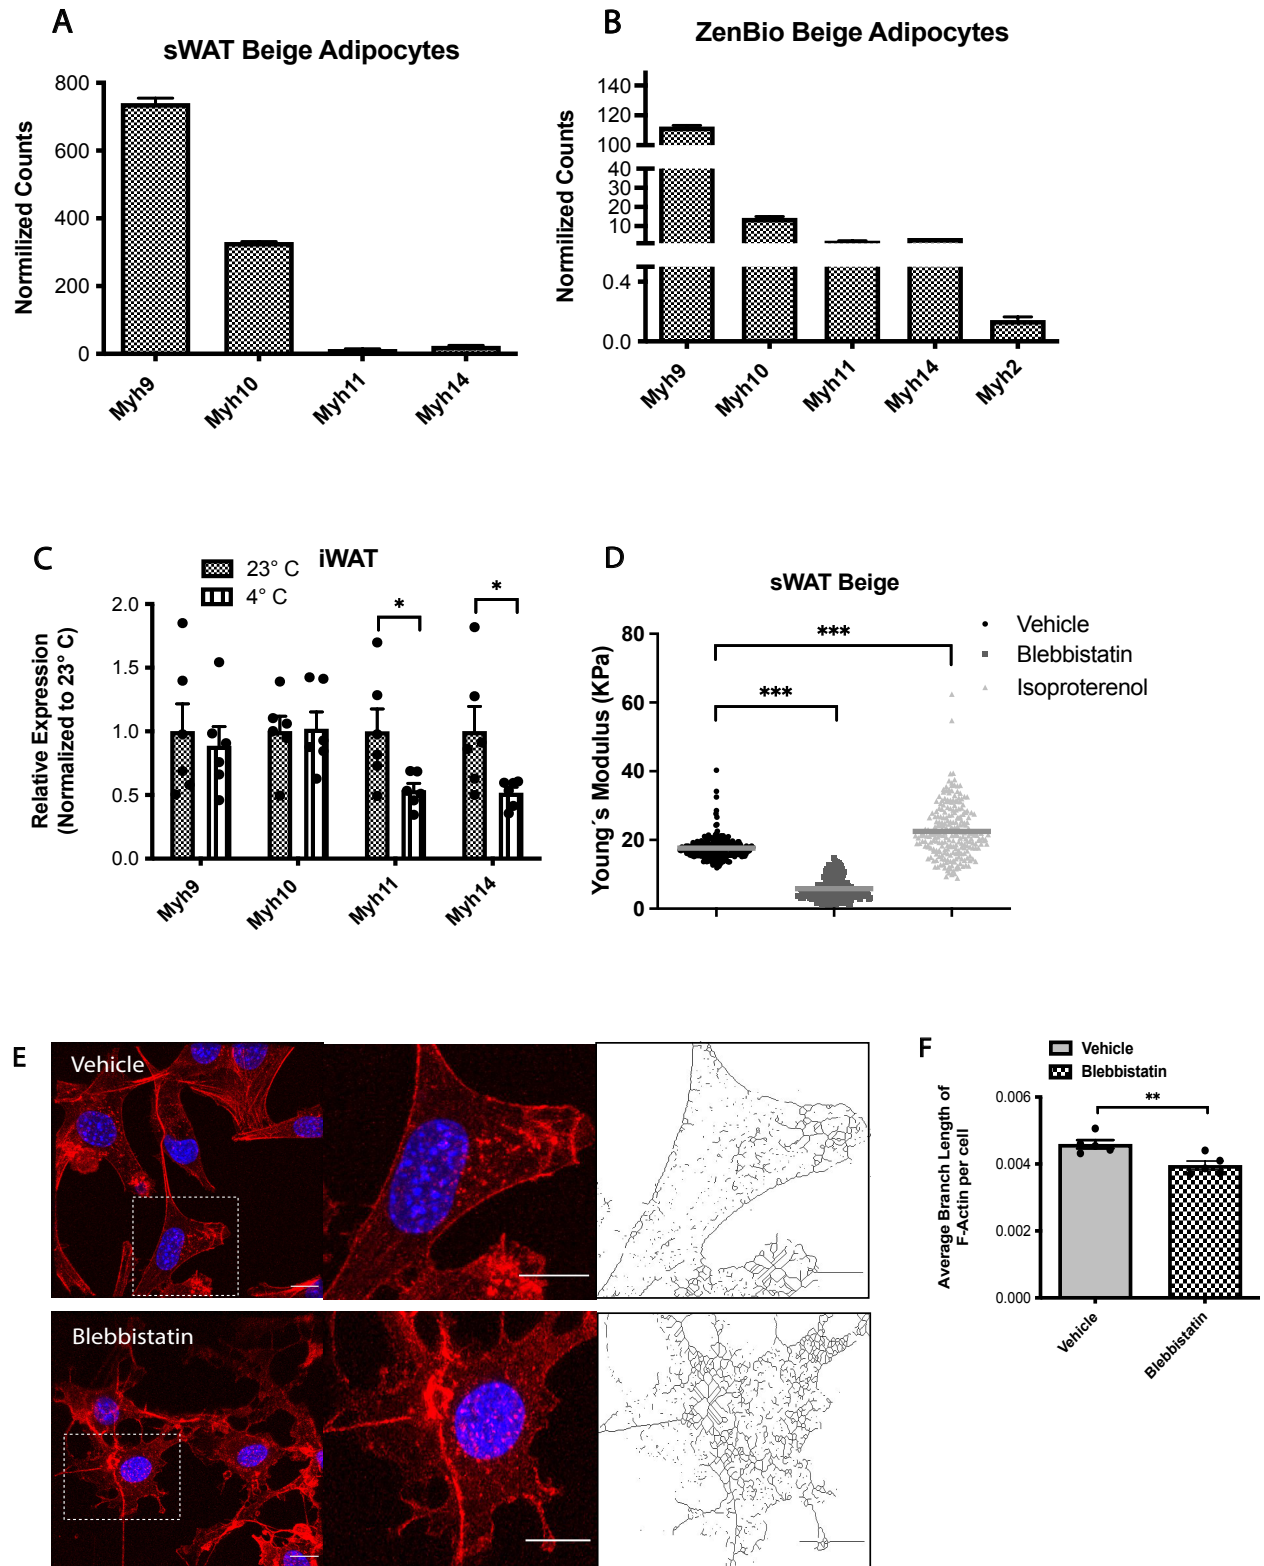 A
sWAT Beige Adipocytes
Normilized Counts
800
600
400
200
0
Myh9
Myh10
Myh11
Myh14
B
ZenBio Beige Adipocytes
Normilized Counts
140
120
100
40
30
20
10
0.4
0.0
Myh9
Myh10
Myh11
Myh14
Myh2
C
iWAT
23° C
4° C
Relative Expression
(Normalized to 23° C)
2.0
1.5
1.0
0.5
0.0
*
*
Myh9
Myh10
Myh11
Myh14
D
sWAT Beige
Young´s Modulus (KPa)
80
60
40
20
0
***
***
Vehicle
Blebbistatin
Isoproterenol
E
Vehicle
Blebbistatin
F
Vehicle
Blebbistatin
Average Branch Length of
F-Actin per cell
0.006
0.004
0.002
0.000
**
Vehicle
Blebbistatin